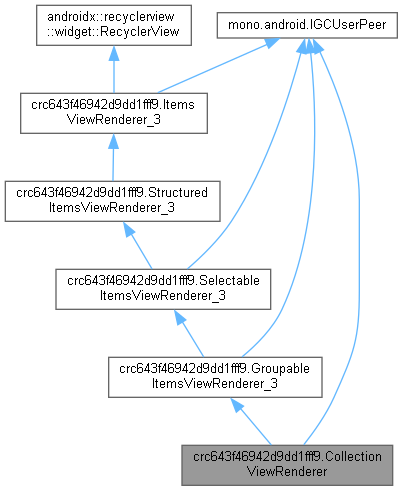 androidx::recyclerview
::widget::RecyclerView
mono.android.IGCUserPeer
crc643f46942d9dd1fff9.Items
ViewRenderer_3
crc643f46942d9dd1fff9.Structured
ItemsViewRenderer_3
crc643f46942d9dd1fff9.Selectable
ItemsViewRenderer_3
crc643f46942d9dd1fff9.Groupable
ItemsViewRenderer_3
crc643f46942d9dd1fff9.Collection
ViewRenderer